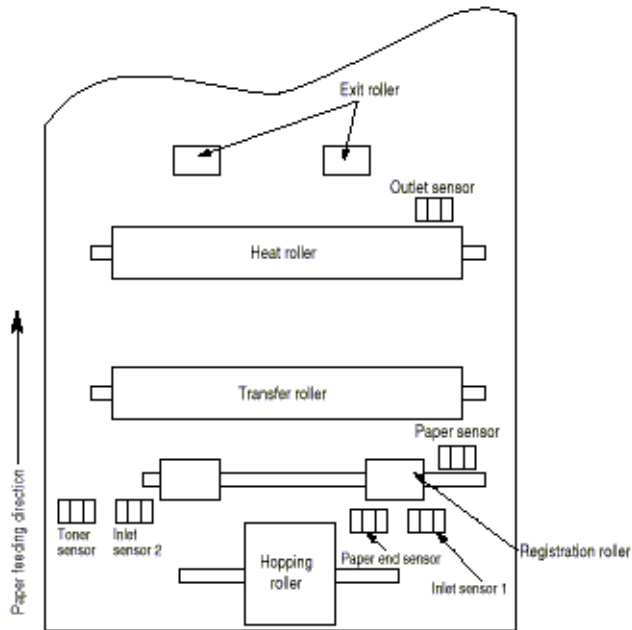 Exit roller
Outlet sensor
Heat roller
Transfer roller
Paper sensor
Paper feeding direction
Toner
sensor
Inlet
sensor 2
Hopping
roller
Paper end sensor
Inlet sensor 1
Registration roller